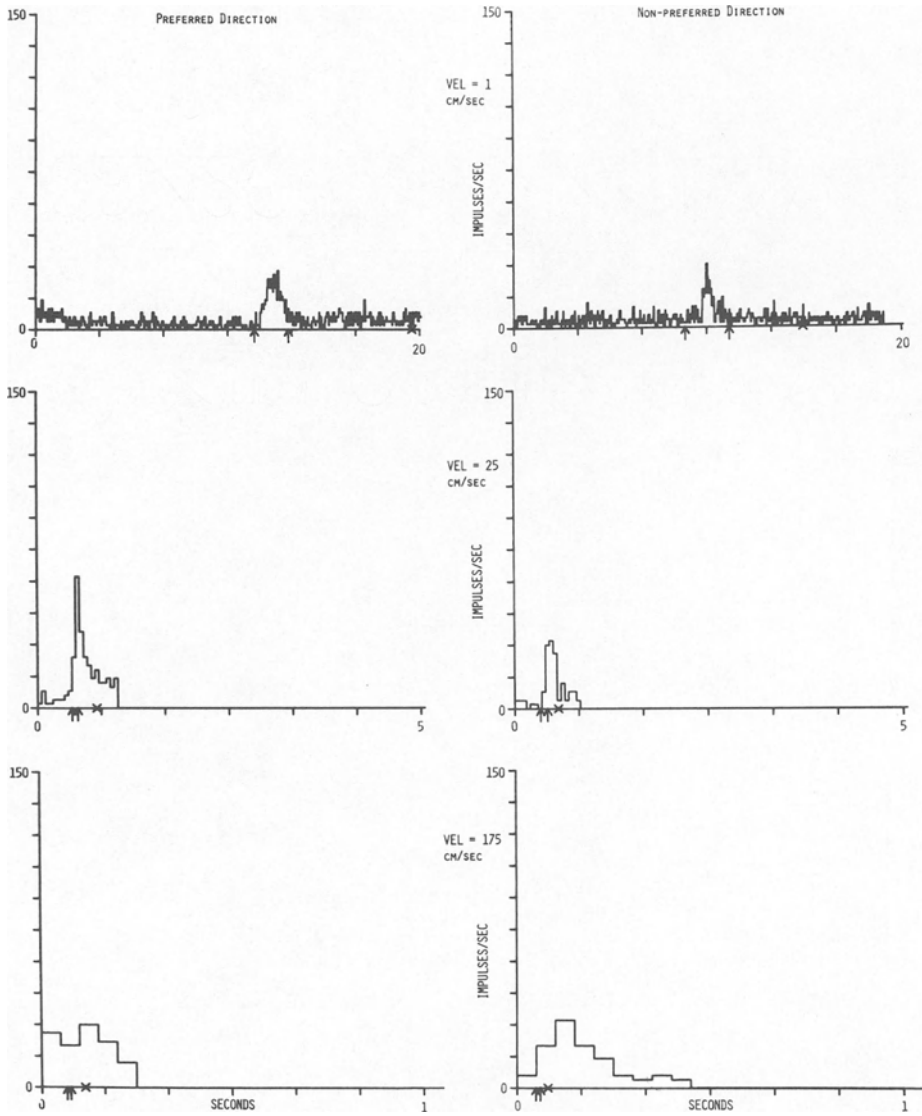 150
PREFERRED DIRECTION
150
NON-PREFERRED DIRECTION
VEL = 1
CM/SEC
IMPULSES/SEC
0
0
20
0
0
20
150
150
VEL = 25
CM/SEC
IMPULSES/SEC
0
0
5
0
0
5
150
150
VEL = 175
CM/SEC
IMPULSES/SEC
0
0
SECONDS
1
0
0
SECONDS
1